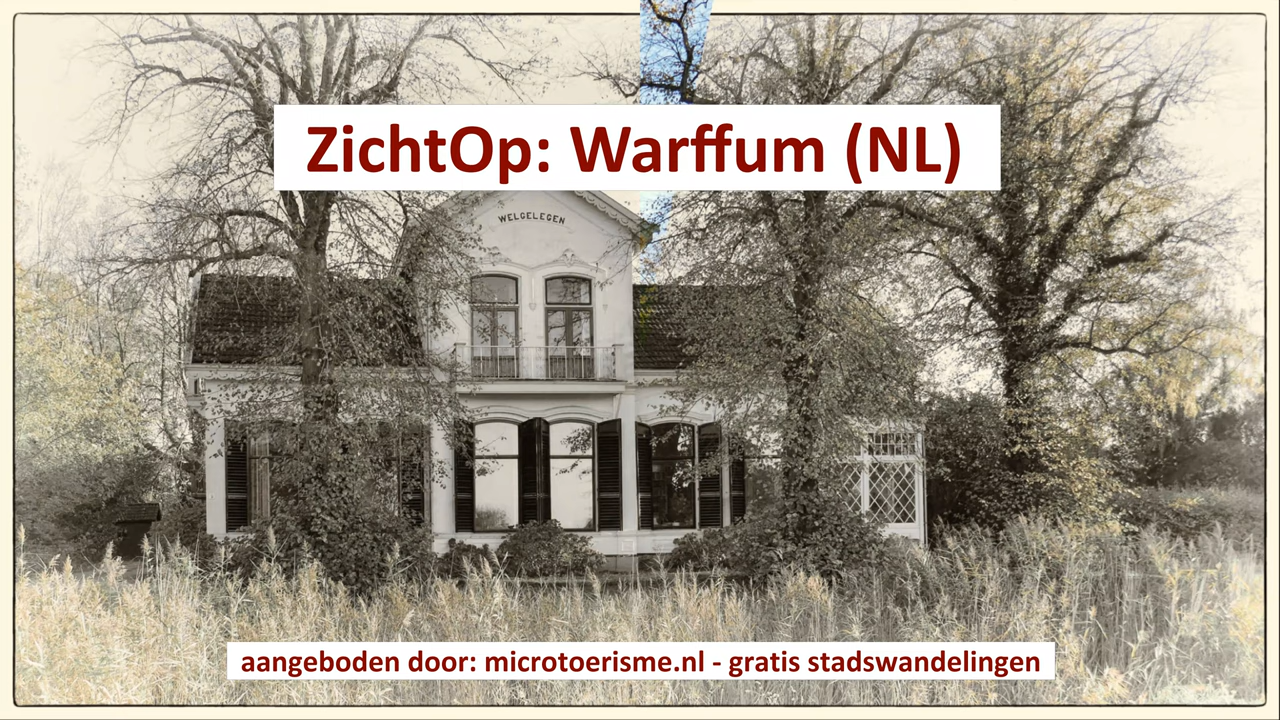 ZichtOp: Warffum (NL)
WELGELEGEN
aangeboden door: microtoerisme.nl - gratis stadswandelingen